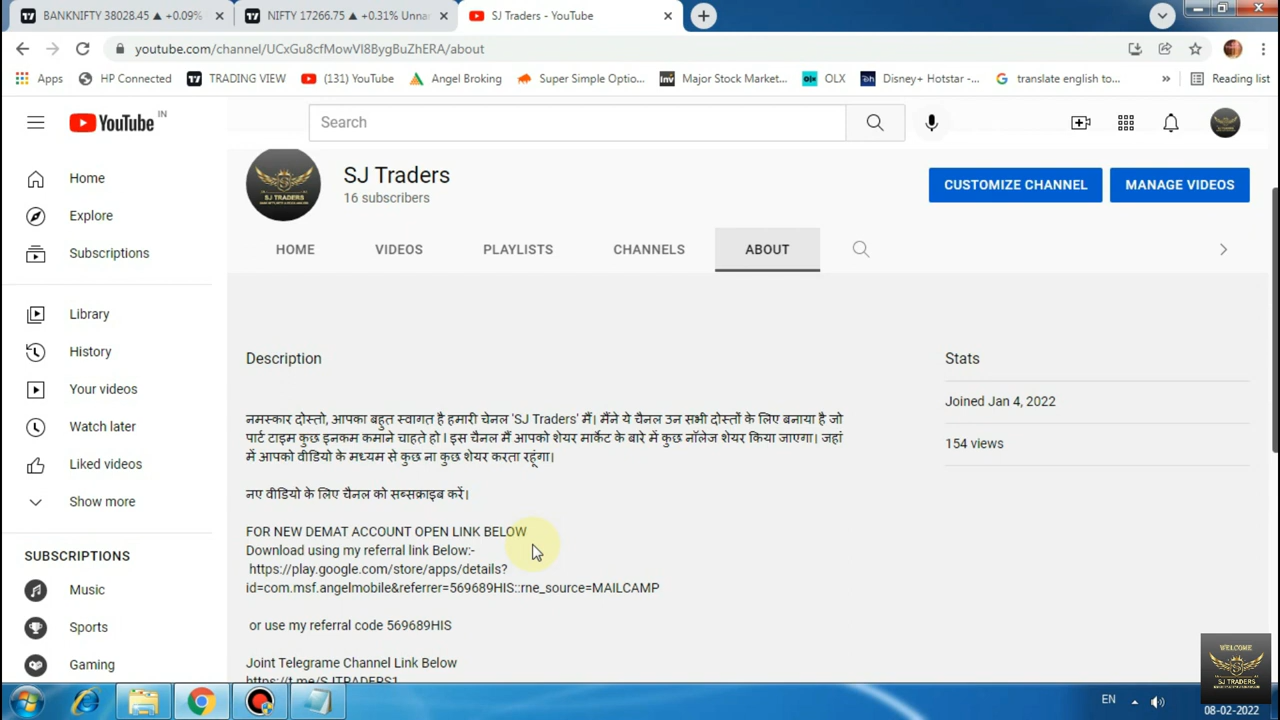 BANKNIFTY 38028.45 ▲ +0.09%
NIFTY 17266.75 ▲ +0.31% Unna
SJ Traders - YouTube
youtube.com/channel/UCxGu8cfMowVI8BygBuZhERA/about
Apps
HP Connected
TRADING VIEW
(131) YouTube
Angel Broking
Super Simple Optio...
Major Stock Market...
OLX
Disney+ Hotstar -...
translate english to...
»
Reading list
YouTube IN
Search
Home
Explore
Subscriptions
Library
History
Your videos
Watch later
Liked videos
Show more
SUBSCRIPTIONS
Music
Sports
Gaming
SJ TRADERS
SJ Traders
16 subscribers
CUSTOMIZE CHANNEL
MANAGE VIDEOS
HOME
VIDEOS
PLAYLISTS
CHANNELS
ABOUT
Description
नमस्कार दोस्तो, आपका बहुत स्वागत है हमारी चेनल 'SJ Traders' मैं। मैंने ये चैनल उन सभी दोस्तों के लिए बनाया है जो
पार्ट टाइम कुछ इनकम कमाने चाहते हो । इस चैनल मैं आपको शेयर मार्केट के बारे में कुछ नॉलेज शेयर किया जाएगा। जहां
में आपको वीडियो के मध्यम से कुछ ना कुछ शेयर करता रहूंगा।
नए वीडियो के लिए चैनल को सब्सक्राइब करें।
FOR NEW DEMAT ACCOUNT OPEN LINK BELOW
Download using my referral link Below:-
https://play.google.com/store/apps/details?
id=com.msf.angelmobile&referrer=569689HIS::rne_source=MAILCAMP
or use my referral code 569689HIS
Joint Telegrame Channel Link Below
https://t.me/SJTRADERS1
Stats
Joined Jan 4, 2022
154 views
WELCOME
SJ TRADERS
EN
08-02-2022